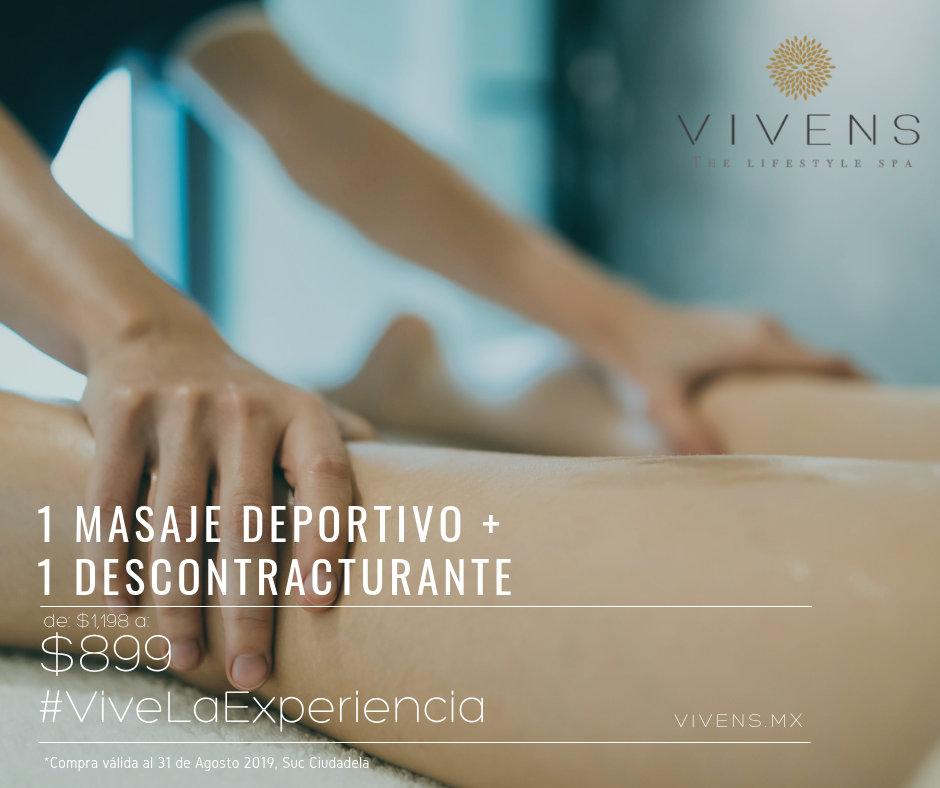 VIVENS
THE LIFESTYLE SPA
1 MASAJE DEPORTIVO +
1 DESCONTRACTURANTE
de: $1,198 a:
$899
#ViveLaExperiencia
VIVENS.MX
*Compra válida al 31 de Agosto 2019, Suc Ciudadela